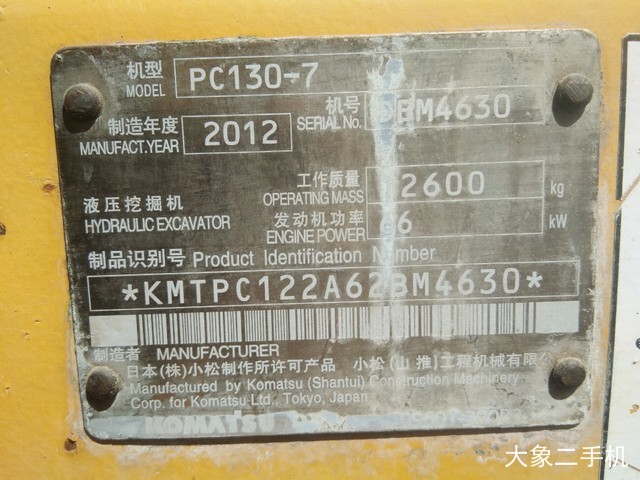 机型 PC130-7
MODEL
机号
SERIAL No. DBM4630
制造年度 2012
MANUFACT.YEAR
工作质量 12600 kg
OPERATING MASS
液压挖掘机
HYDRAULIC EXCAVATOR
发动机功率 66 kW
ENGINE POWER
制品识别号 Product Identification Number
*KMTPC122A62BM4630*
制造者 MANUFACTURER
日本(株)小松制作所许可产品 小松(山推)工程机械有限公
Manufactured by Komatsu (Shantui) Construction Machinery
Corp. for Komatsu Ltd., Tokyo, Japan
KOMATSU
大象二手机